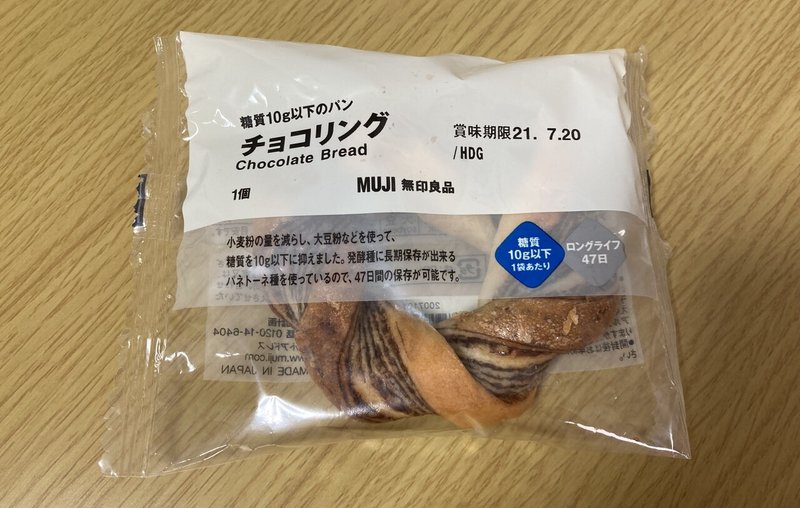 糖質10g以下のパン
チョコリング
Chocolate Bread
賞味期限21. 7.20
/HDG
1個
MUJI 無印良品
小麦粉の量を減らし、大豆粉などを使って、
糖質を10g以下に抑えました。発酵種に長期保存が出来る
パネトーネ種を使っているので、47日間の保存が可能です。
糖質
10g以下
1袋あたり
ロングライフ
47日
0120-14-6404
www.muji
MADE IN JAPAN